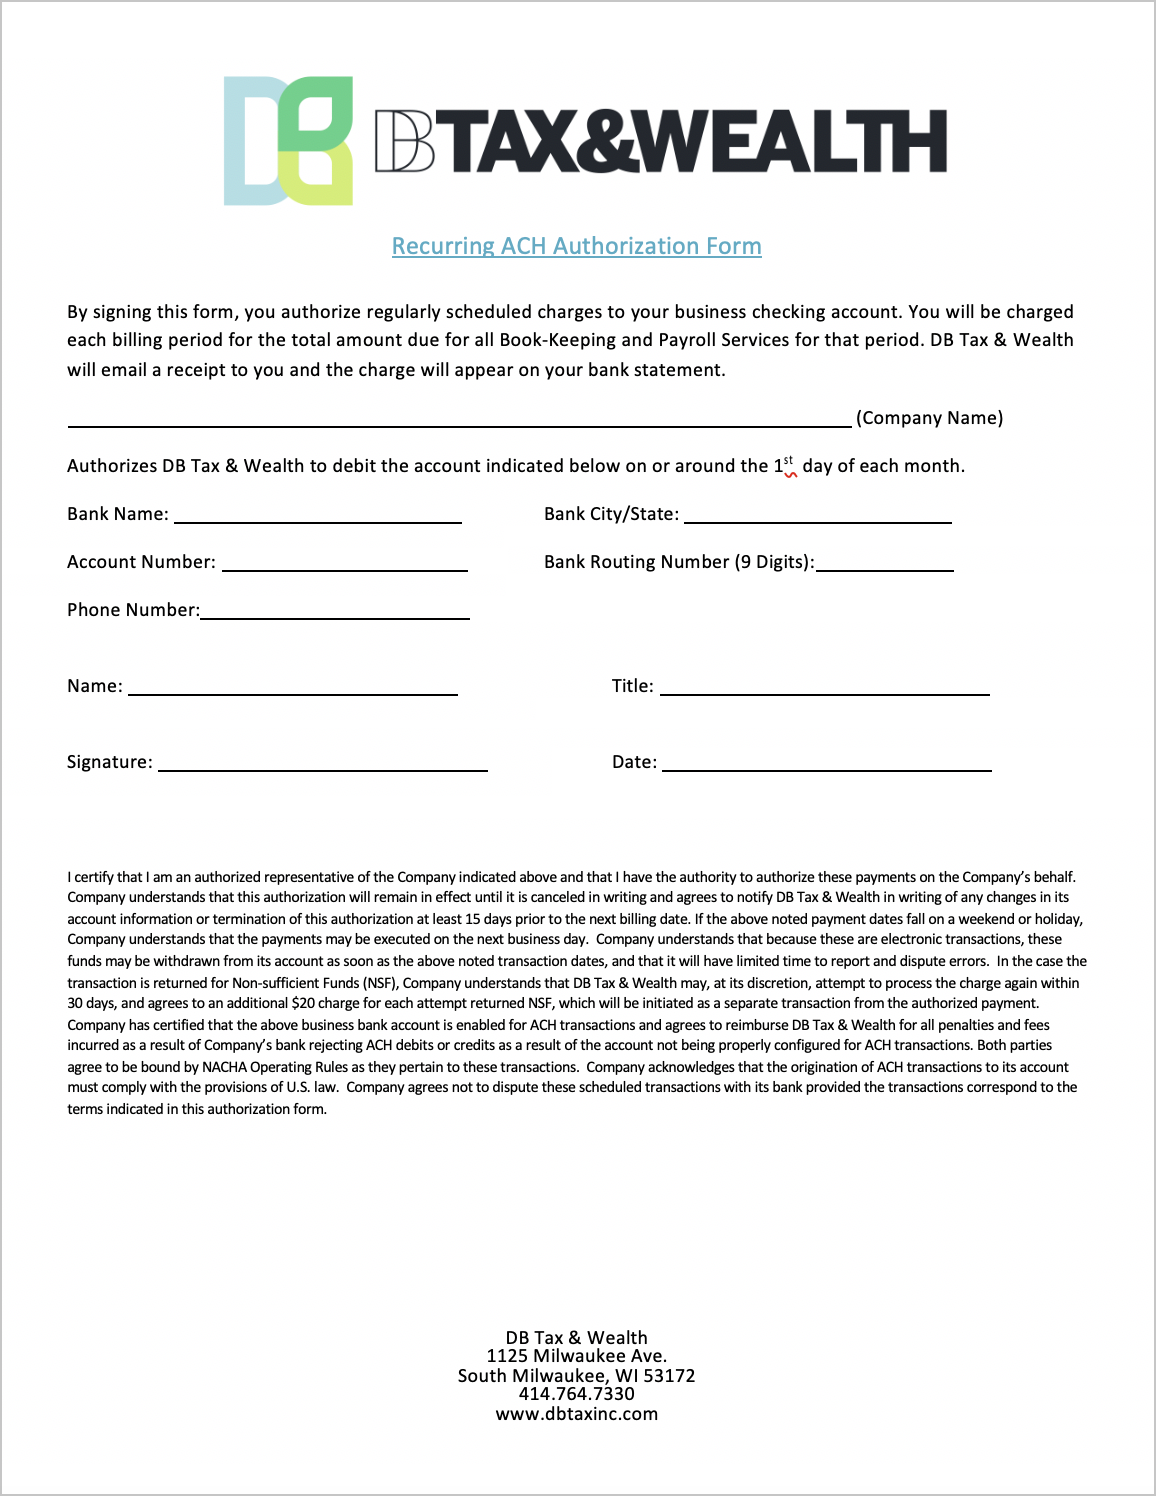 DBTAX&WEALTH
Recurring ACH Authorization Form
By signing this form, you authorize regularly scheduled charges to your business checking account. You will be charged
each billing period for the total amount due for all Book-Keeping and Payroll Services for that period. DB Tax & Wealth
will email a receipt to you and the charge will appear on your bank statement.
(Company Name)
Authorizes DB Tax & Wealth to debit the account indicated below on or around the 1st day of each month.
Bank Name: Bank City/State:
Account Number: Bank Routing Number (9 Digits):
Phone Number:
Name: Title:
Signature: Date:
I certify that I am an authorized representative of the Company indicated above and that I have the authority to authorize these payments on the Company’s behalf.
Company understands that this authorization will remain in effect until it is canceled in writing and agrees to notify DB Tax & Wealth in writing of any changes in its
account information or termination of this authorization at least 15 days prior to the next billing date. If the above noted payment dates fall on a weekend or holiday,
Company understands that the payments may be executed on the next business day. Company understands that because these are electronic transactions, these
funds may be withdrawn from its account as soon as the above noted transaction dates, and that it will have limited time to report and dispute errors. In the case the
transaction is returned for Non-sufficient Funds (NSF), Company understands that DB Tax & Wealth may, at its discretion, attempt to process the charge again within
30 days, and agrees to an additional $20 charge for each attempt returned NSF, which will be initiated as a separate transaction from the authorized payment.
Company has certified that the above business bank account is enabled for ACH transactions and agrees to reimburse DB Tax & Wealth for all penalties and fees
incurred as a result of Company’s bank rejecting ACH debits or credits as a result of the account not being properly configured for ACH transactions. Both parties
agree to be bound by NACHA Operating Rules as they pertain to these transactions. Company acknowledges that the origination of ACH transactions to its account
must comply with the provisions of U.S. law. Company agrees not to dispute these scheduled transactions with its bank provided the transactions correspond to the
terms indicated in this authorization form.
DB Tax & Wealth
1125 Milwaukee Ave.
South Milwaukee, WI 53172
414.764.7330
www.dbtaxinc.com